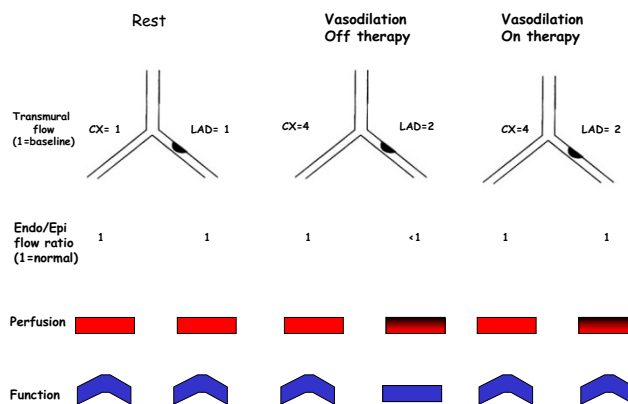 Rest
Vasodilation
Off therapy
Vasodilation
On therapy
Transmural
flow
(1=baseline)
CX= 1
LAD= 1
CX=4
LAD=2
CX=4
LAD= 2
Endo/Epi
flow ratio
(1=normal)
1
1
1
<1
1
1
Perfusion
Function